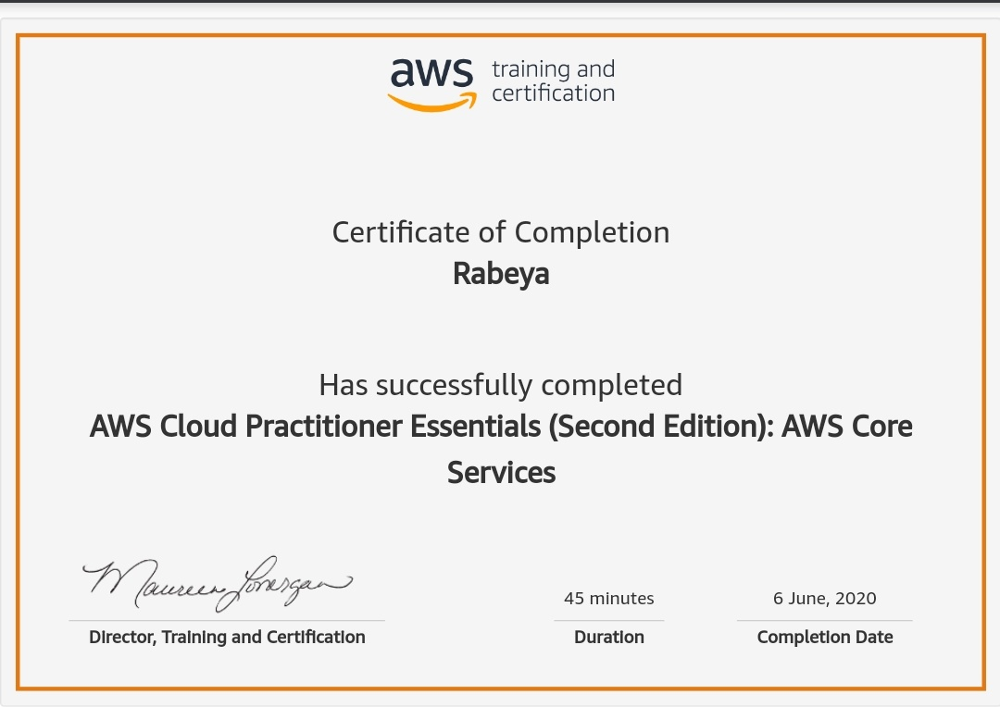 aws training and
certification
Certificate of Completion
Rabeya
Has successfully completed
AWS Cloud Practitioner Essentials (Second Edition): AWS Core
Services
Maureen Lonergan
45 minutes
6 June, 2020
Director, Training and Certification
Duration
Completion Date